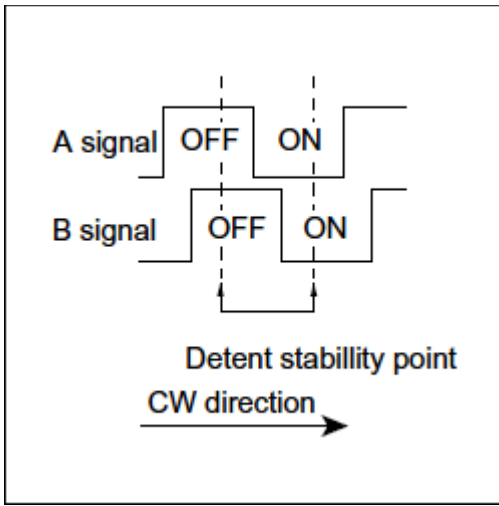 A signal OFF ON
B signal OFF ON
Detent stabillity point
CW direction